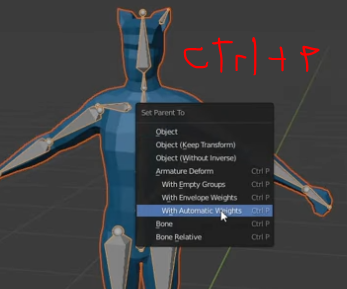 CTrl+P
Set Parent To
Object
Object (Keep Transform)
Object (Without Inverse)
Armature Deform Ctrl P
With Empty Groups Ctrl P
With Envelope Weights Ctrl P
With Automatic Weights Ctrl P
Bone Ctrl P
Bone Relative Ctrl P